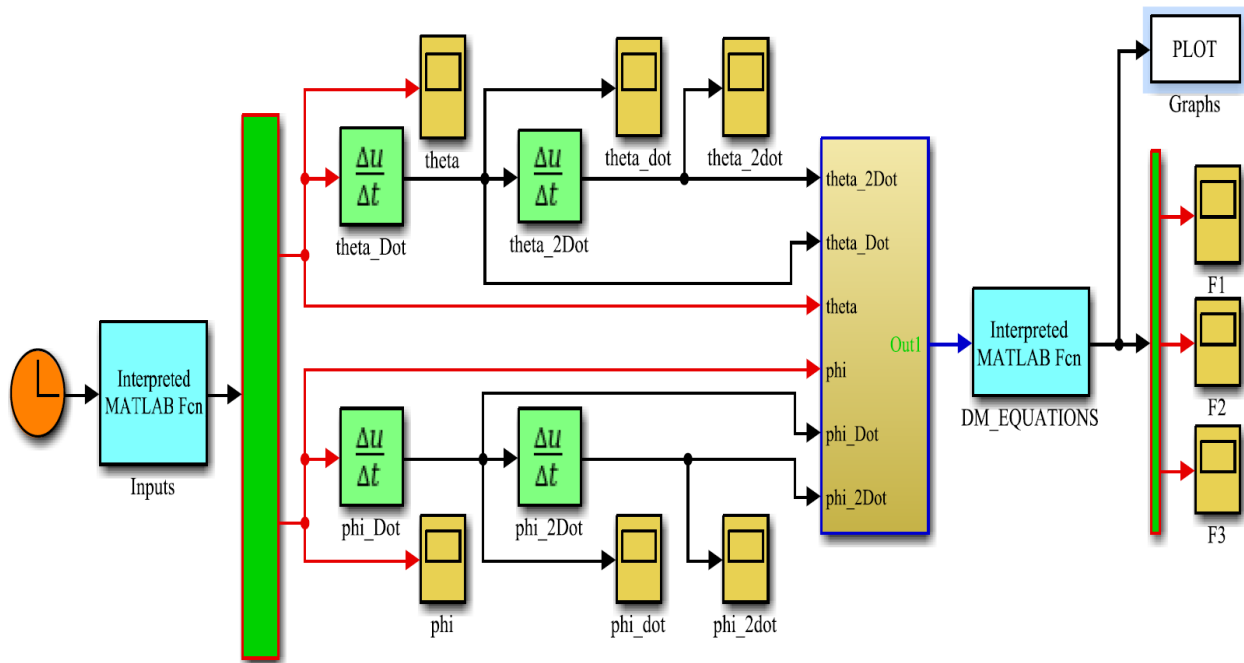 PLOT
Graphs
theta
theta_dot
theta_2dot
Δu
Δt
theta_Dot
Δu
Δt
theta_2Dot
theta_2Dot
theta_Dot
theta
phi
phi_Dot
phi_2Dot
Out1
Interpreted
MATLAB Fcn
Inputs
Interpreted
MATLAB Fcn
DM_EQUATIONS
F1
F2
F3
Δu
Δt
phi_Dot
Δu
Δt
phi_2Dot
phi
phi_dot
phi_2dot